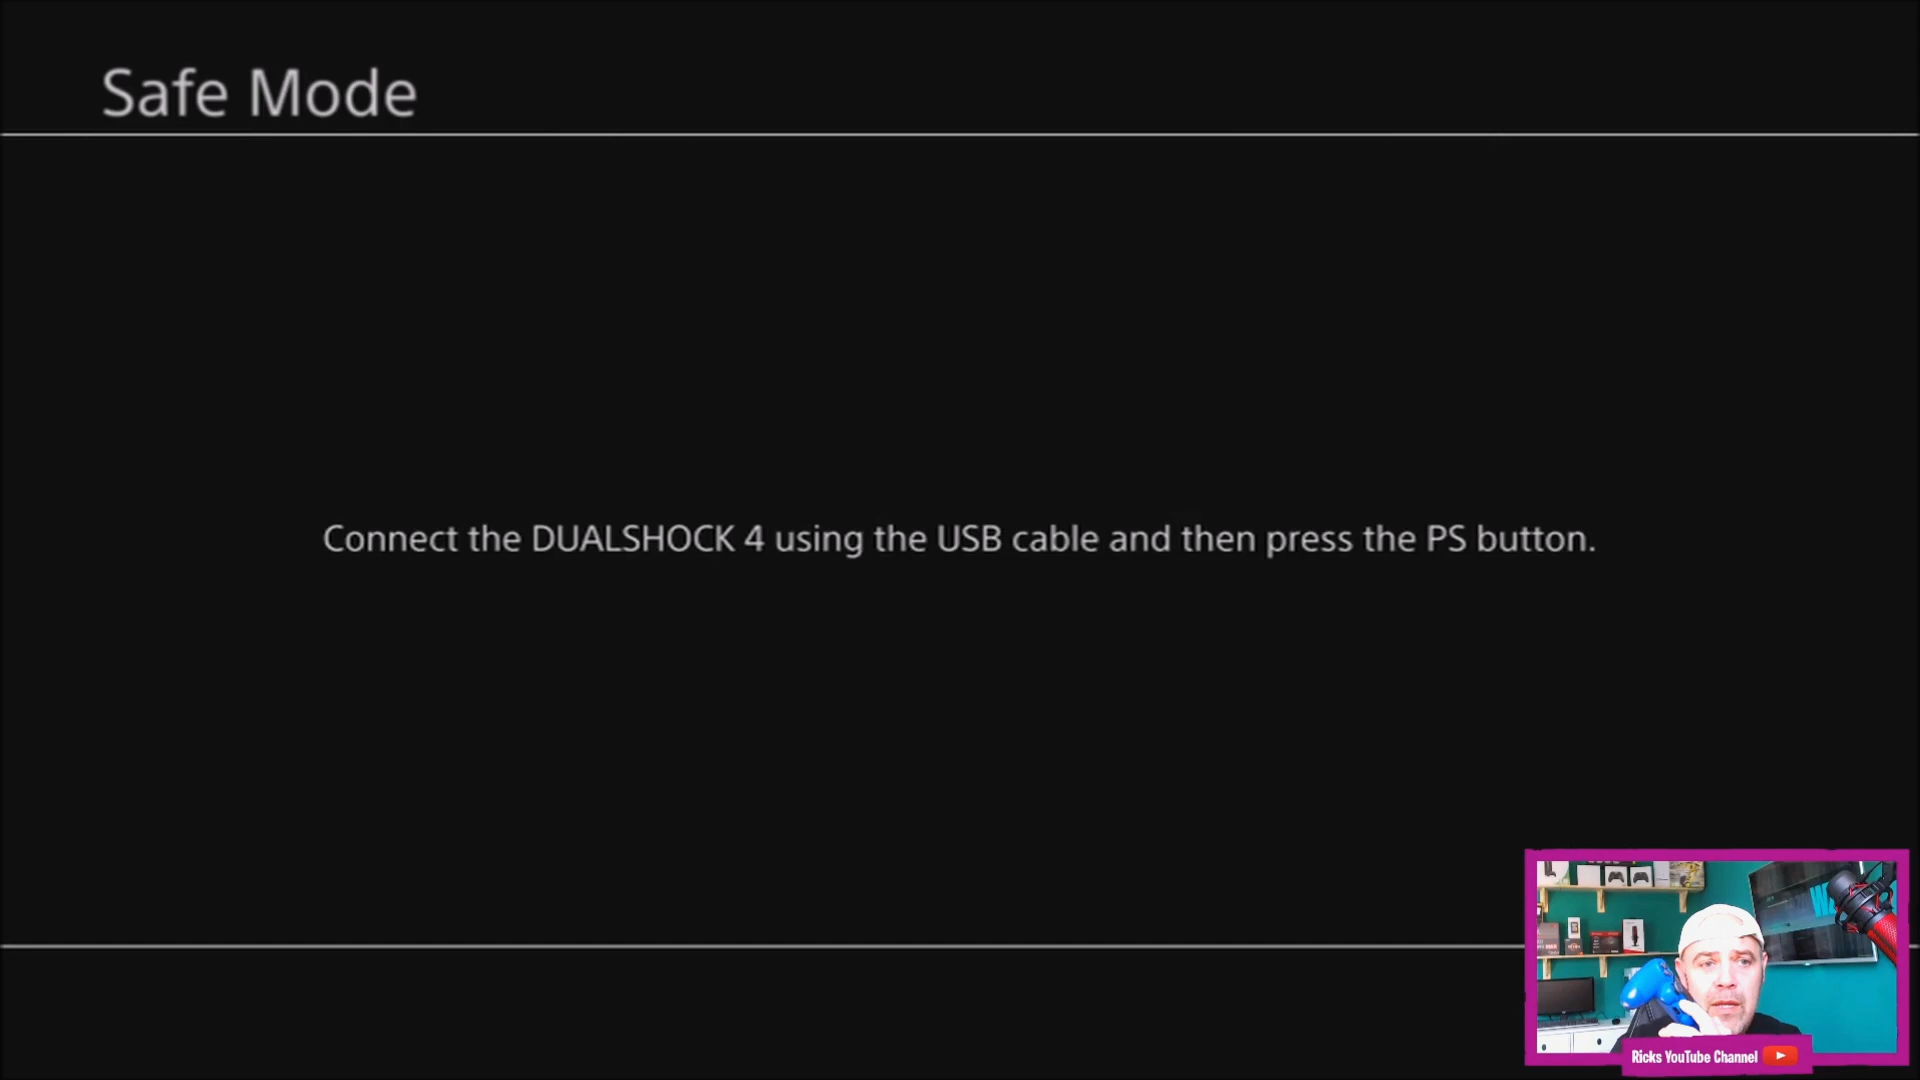 Safe Mode
Connect the DUALSHOCK 4 using the USB cable and then press the PS button.
Ricks YouTube Channel